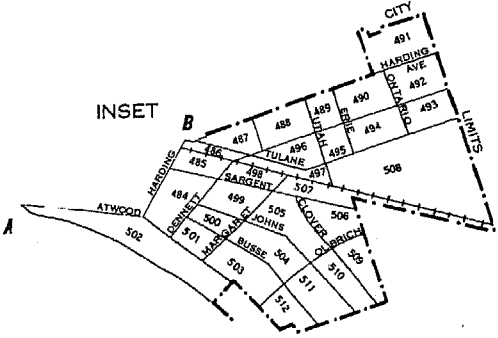 CITY
491
HARDING
AVE
492
ONTARIO
493
LIMITS
INSET
B
489
490
ERIE
UTAH
488
487
494
495
496
TULANE
486
485
498
497
508
SARGENT
507
HARDING
484
499
505
506
CLOVER
DENNETT
MARGARET
JOHNS
OLBRICH
509
A
ATWOOD
502
501
500
BUSSE
504
503
510
511
512